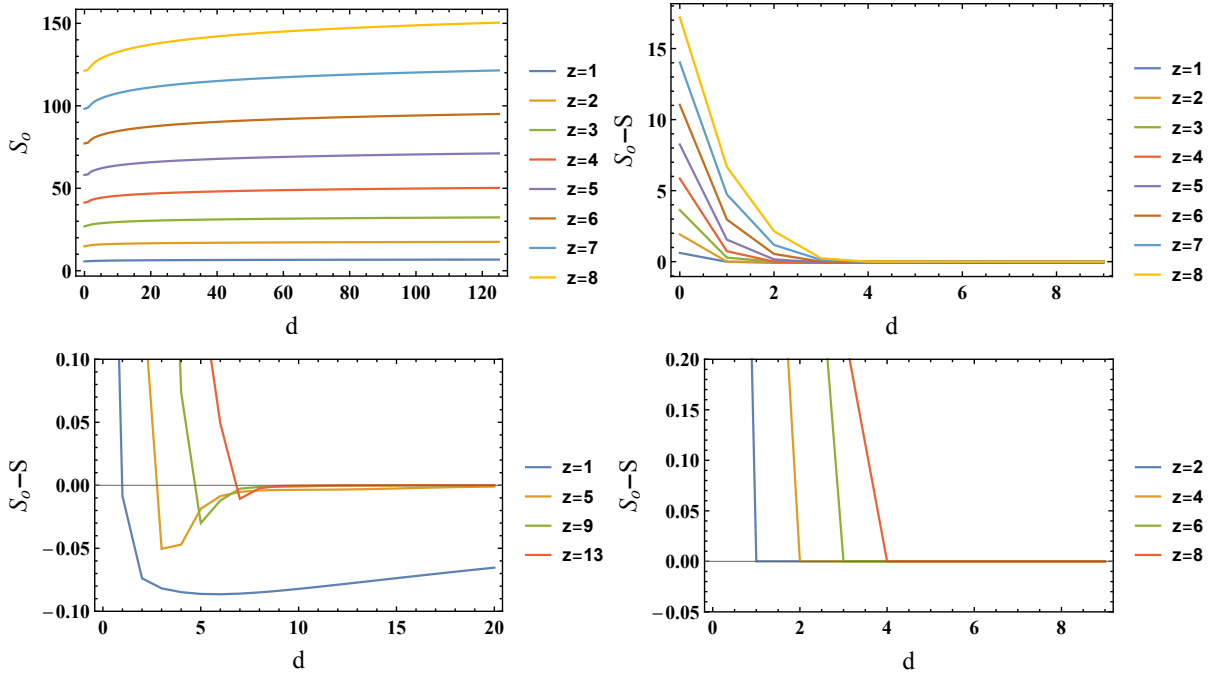 150
100
50
0
S_o
0 20 40 60 80 100 120
d
z=1
z=2
z=3
z=4
z=5
z=6
z=7
z=8
15
10
5
0
S_o−S
0 2 4 6 8
d
z=1
z=2
z=3
z=4
z=5
z=6
z=7
z=8
0.10
0.05
0.00
−0.05
−0.10
S_o−S
0 5 10 15 20
d
z=1
z=5
z=9
z=13
0.20
0.15
0.10
0.05
0.00
−0.05
S_o−S
0 2 4 6 8
d
z=2
z=4
z=6
z=8